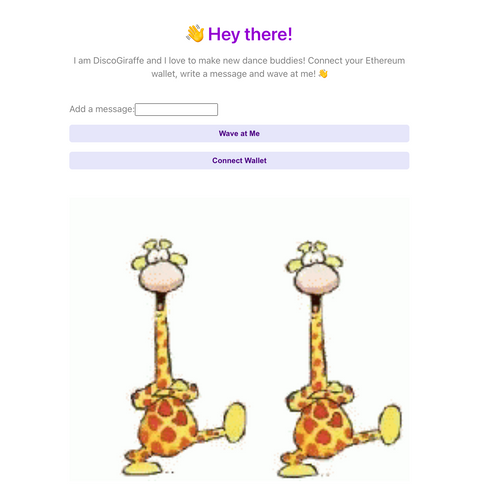 👋 Hey there!
I am DiscoGiraffe and I love to make new dance buddies! Connect your Ethereum
wallet, write a message and wave at me! 👋
Add a message:
Wave at Me
Connect Wallet